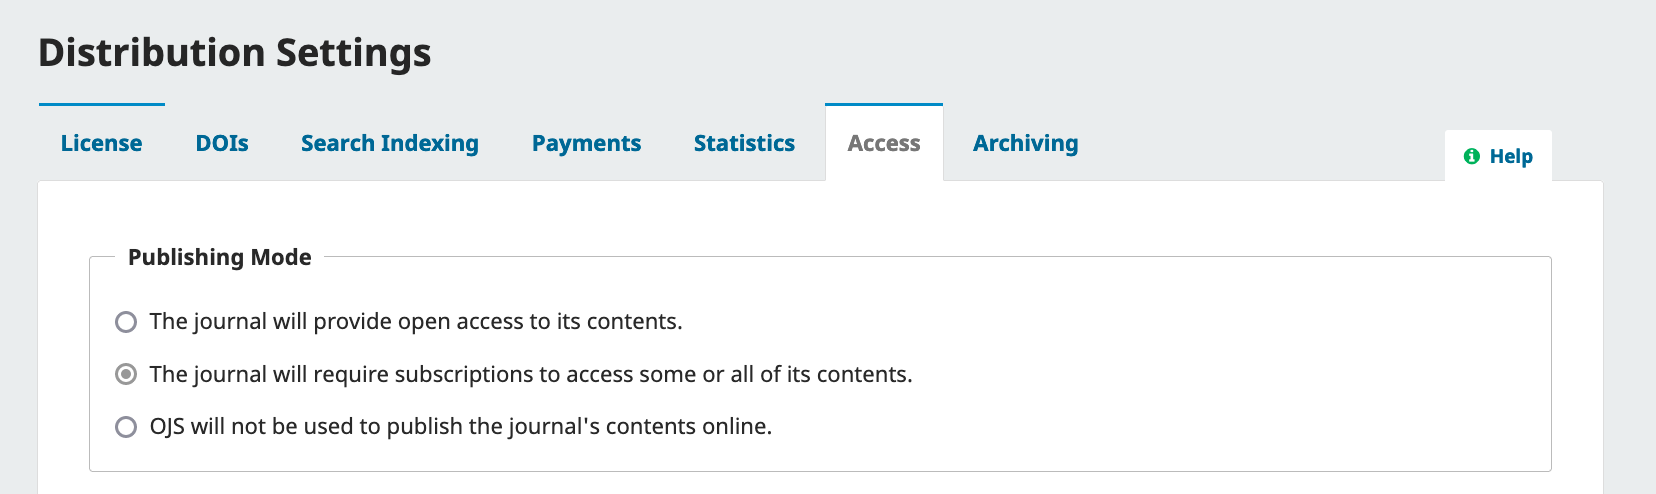 Distribution Settings
License DOIs Search Indexing Payments Statistics Access Archiving
Help
Publishing Mode
The journal will provide open access to its contents.
The journal will require subscriptions to access some or all of its contents.
OJS will not be used to publish the journal's contents online.